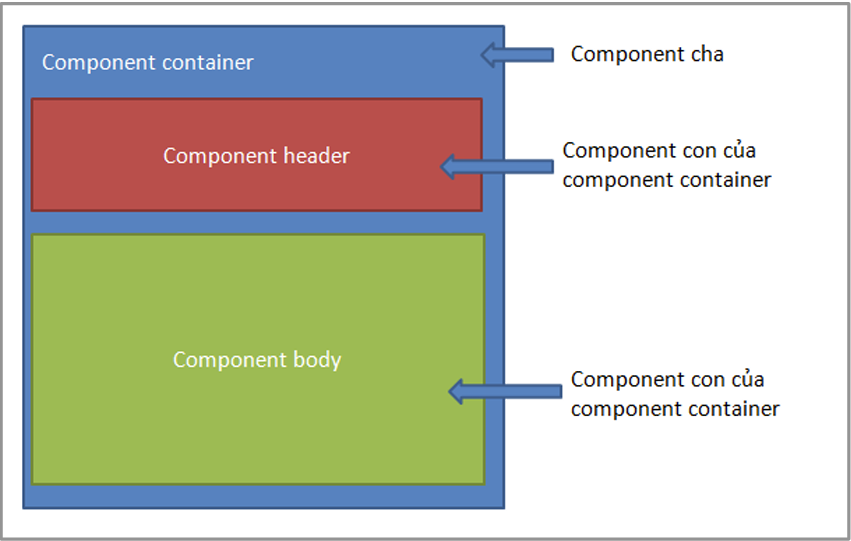 Component container
Component cha
Component header
Component con của
component container
Component body
Component con của
component container